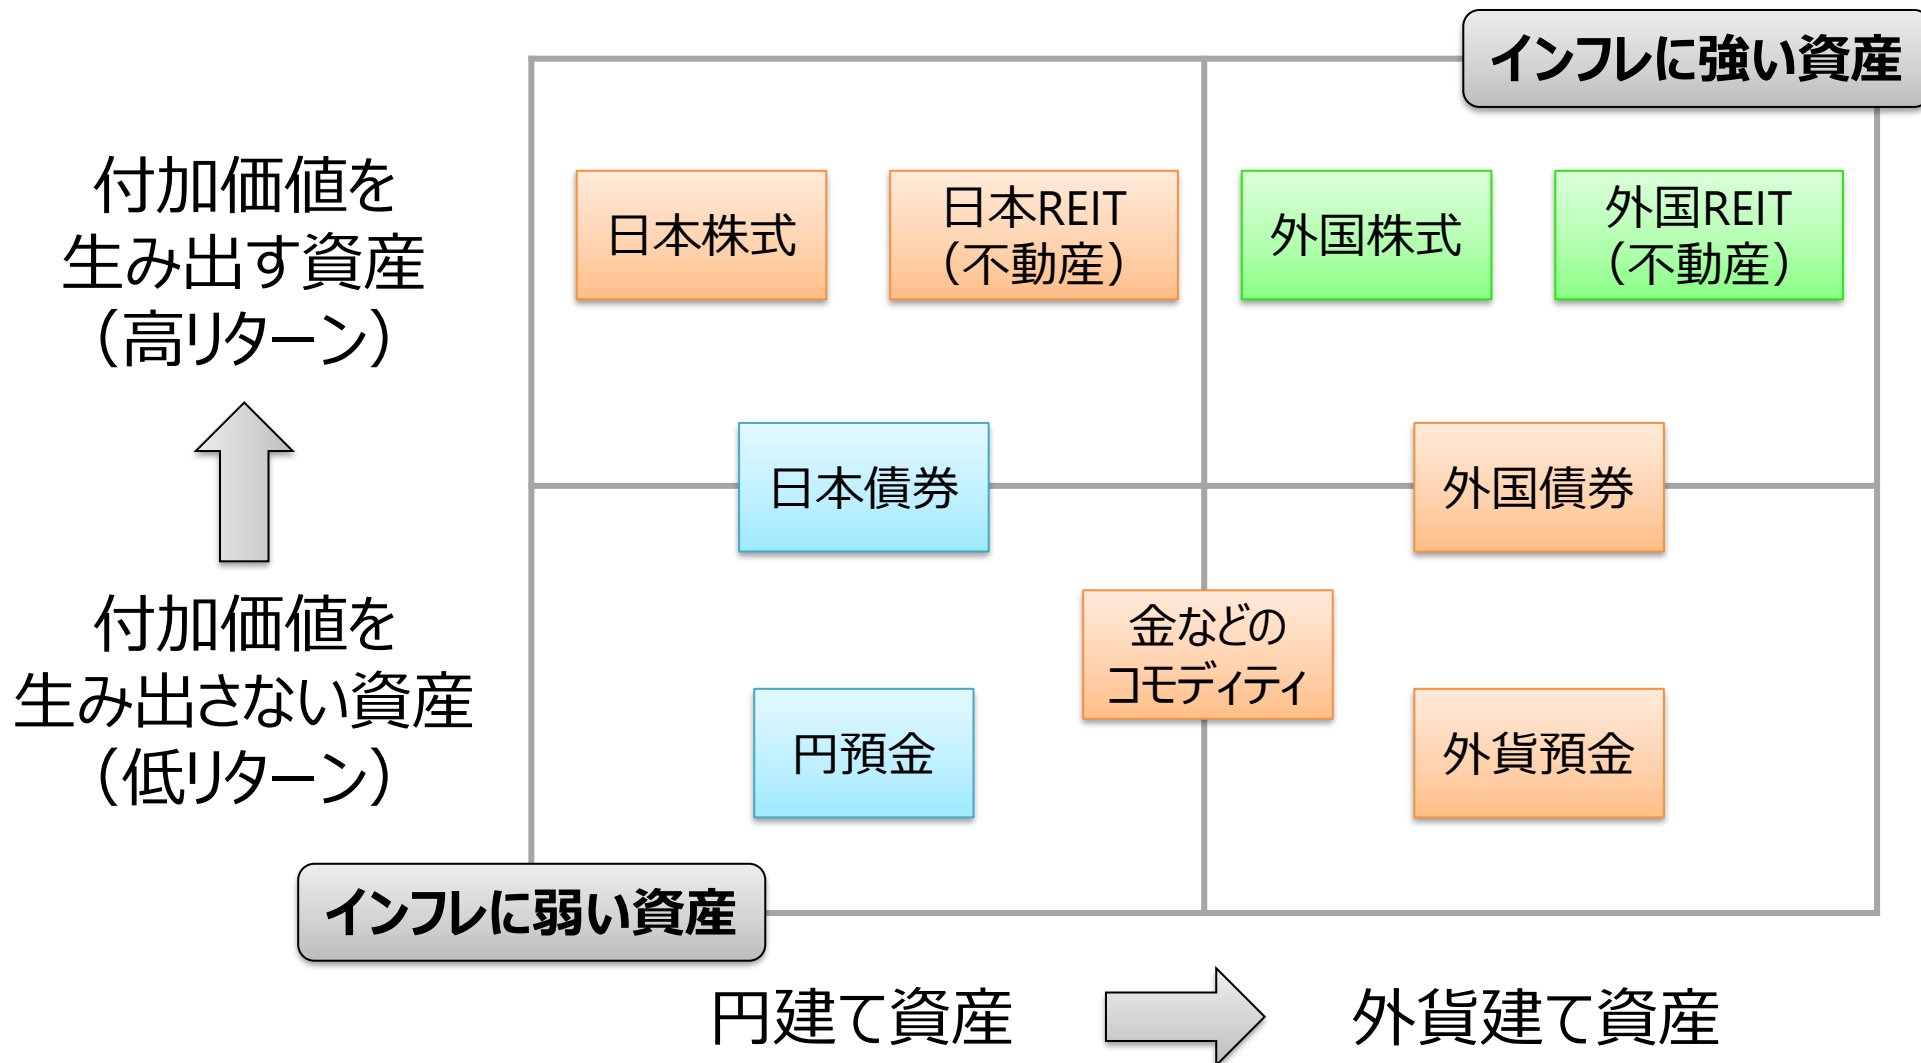 インフレに強い資産
付加価値を
生み出す資産
（高リターン）
日本株式
日本REIT
（不動産）
外国株式
外国REIT
（不動産）
日本債券
外国債券
付加価値を
生み出さない資産
（低リターン）
金などの
コモディティ
円預金
外貨預金
インフレに弱い資産
円建て資産
外貨建て資産